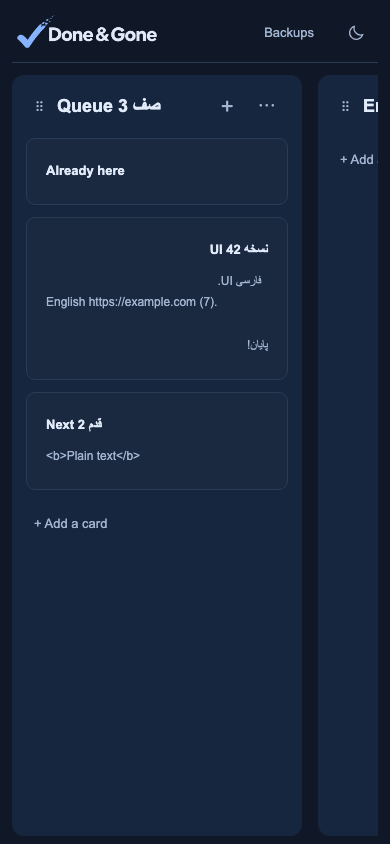 Done & Gone
Backups
Queue 3 صف
Already here
نسخه 42 UI
فارسی UI.
English https://example.com (7).
پایان!
Next 2 قدم
<b>Plain text</b>
+ Add a card
+ Add